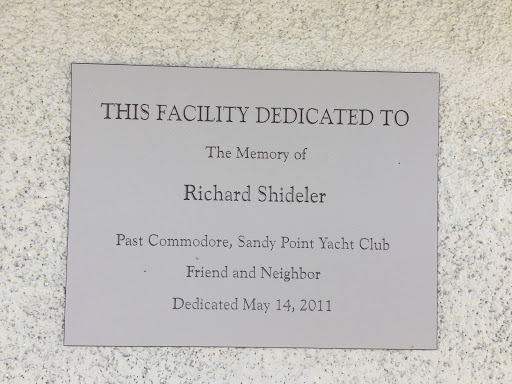 THIS FACILITY DEDICATED TO
The Memory of
Richard Shideler
Past Commodore, Sandy Point Yacht Club
Friend and Neighbor
Dedicated May 14, 2011